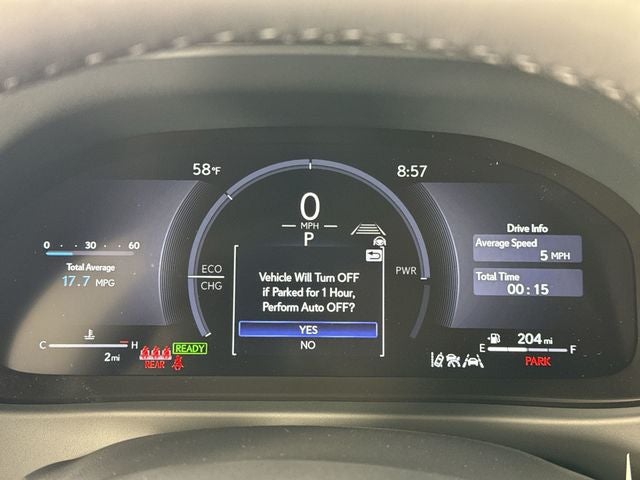 58°F
8:57
0
MPH
P
0 30 60
Total Average
17.7 MPG
ECO
CHG
PWR
Vehicle Will Turn OFF
if Parked for 1 Hour,
Perform Auto OFF?
YES
NO
Drive Info
Average Speed
5 MPH
Total Time
00:15
C H
2 mi
REAR
READY
204 mi
E F
PARK